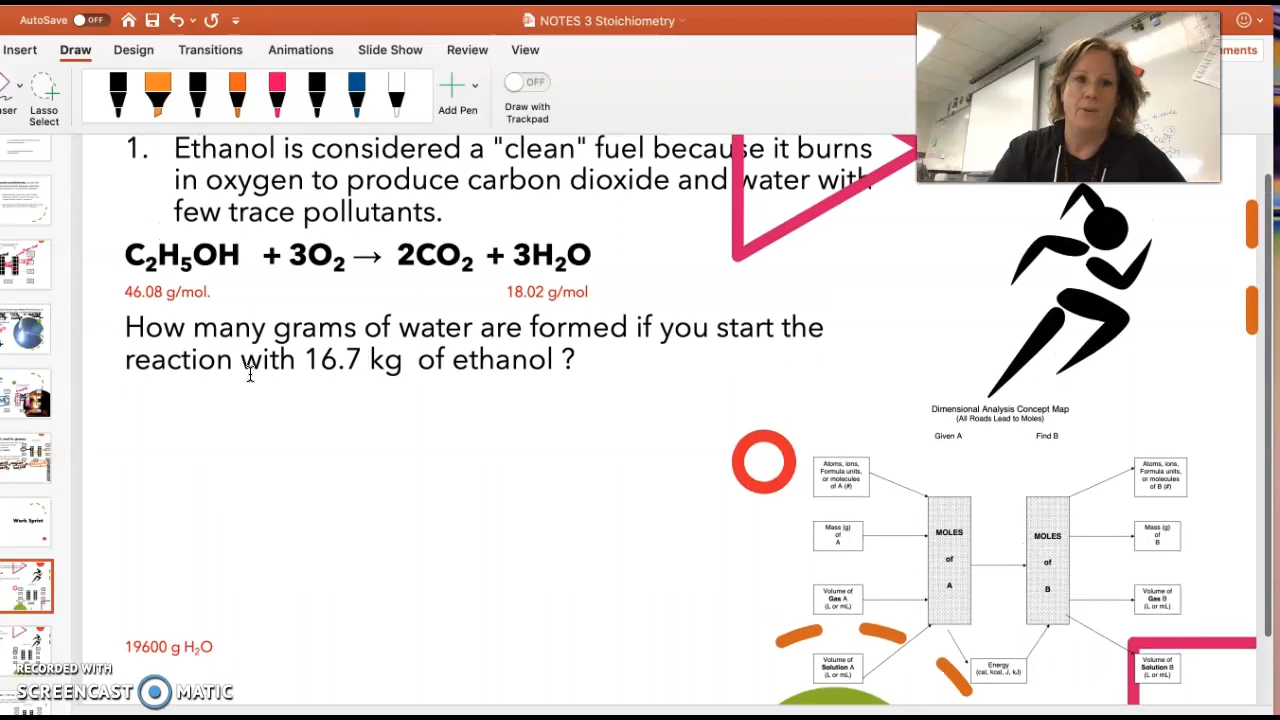 AutoSave OFF
NOTES 3 Stoichiometry
Insert Draw Design Transitions Animations Slide Show Review View
Lasso
Select
Add Pen
OFF
Draw with
Trackpad
1. Ethanol is considered a "clean" fuel because it burns
in oxygen to produce carbon dioxide and water with
few trace pollutants.
C₂H₅OH + 3O₂ → 2CO₂ + 3H₂O
46.08 g/mol. 18.02 g/mol
How many grams of water are formed if you start the
reaction with 16.7 kg of ethanol ?
19600 g H₂O
Dimensional Analysis Concept Map
(All Roads Lead to Moles)
Given A Find B
Atoms, ions,
Formula units,
or molecules
of A (#)
Mass (g)
of
A
Volume of
Gas A
(L or mL)
Volume of
Solution A
(L or mL)
MOLES
of
A
MOLES
of
B
Energy
(cal, kcal, J, kJ)
Atoms, ions,
Formula units,
or molecules
of B (#)
Mass (g)
of
B
Volume of
Gas B
(L or mL)
Volume of
Solution B
(L or mL)
Work Sprint
RECORDED WITH
SCREENCAST MATIC